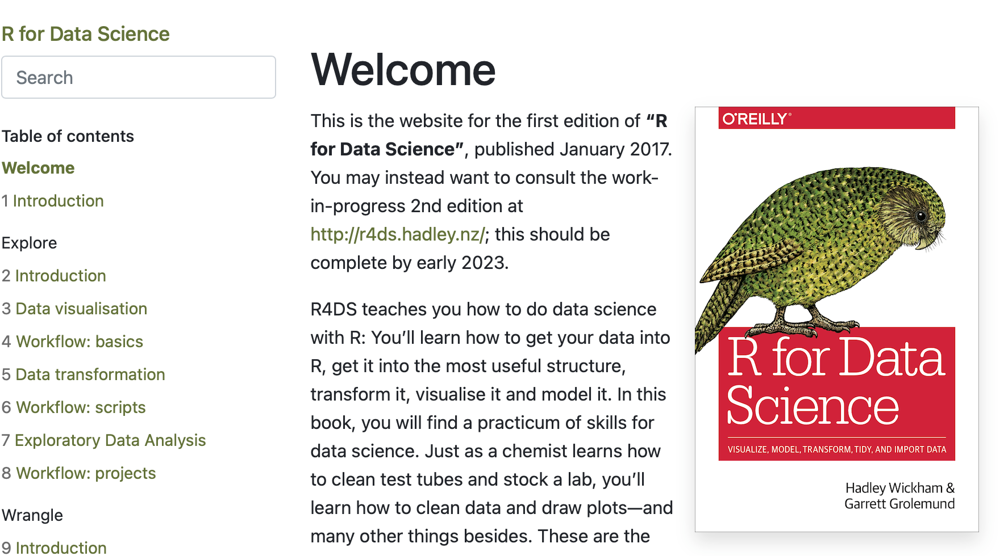 R for Data Science
Search
Table of contents
Welcome
1 Introduction
Explore
2 Introduction
3 Data visualisation
4 Workflow: basics
5 Data transformation
6 Workflow: scripts
7 Exploratory Data Analysis
8 Workflow: projects
Wrangle
9 Introduction
Welcome
This is the website for the first edition of “R
for Data Science”, published January 2017.
You may instead want to consult the work-
in-progress 2nd edition at
http://r4ds.hadley.nz/; this should be
complete by early 2023.
R4DS teaches you how to do data science
with R: You’ll learn how to get your data into
R, get it into the most useful structure,
transform it, visualise it and model it. In this
book, you will find a practicum of skills for
data science. Just as a chemist learns how
to clean test tubes and stock a lab, you’ll
learn how to clean data and draw plots—and
many other things besides. These are the
O'REILLY®
R for Data
Science
VISUALIZE, MODEL, TRANSFORM, TIDY, AND IMPORT DATA
Hadley Wickham &
Garrett Grolemund